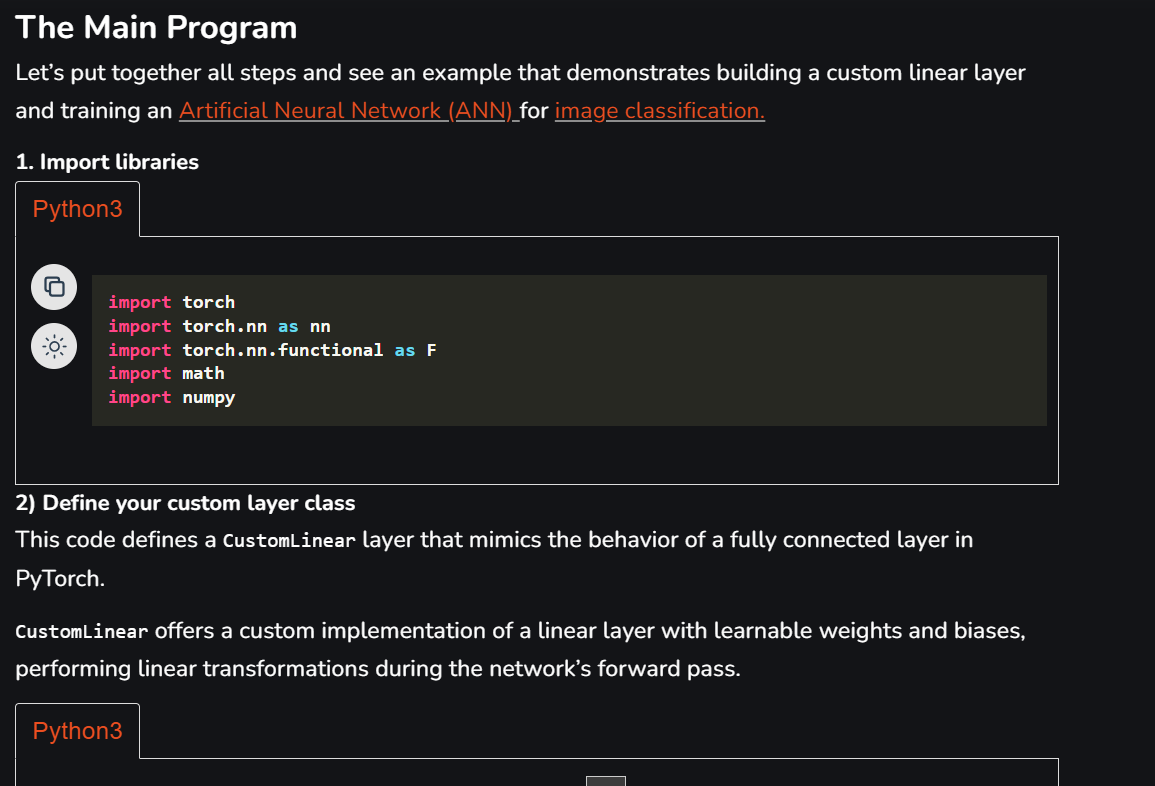 The Main Program
Let’s put together all steps and see an example that demonstrates building a custom linear layer
and training an Artificial Neural Network (ANN) for image classification.
1. Import libraries
Python3
import torch
import torch.nn as nn
import torch.nn.functional as F
import math
import numpy
2) Define your custom layer class
This code defines a CustomLinear layer that mimics the behavior of a fully connected layer in
PyTorch.
CustomLinear offers a custom implementation of a linear layer with learnable weights and biases,
performing linear transformations during the network’s forward pass.
Python3